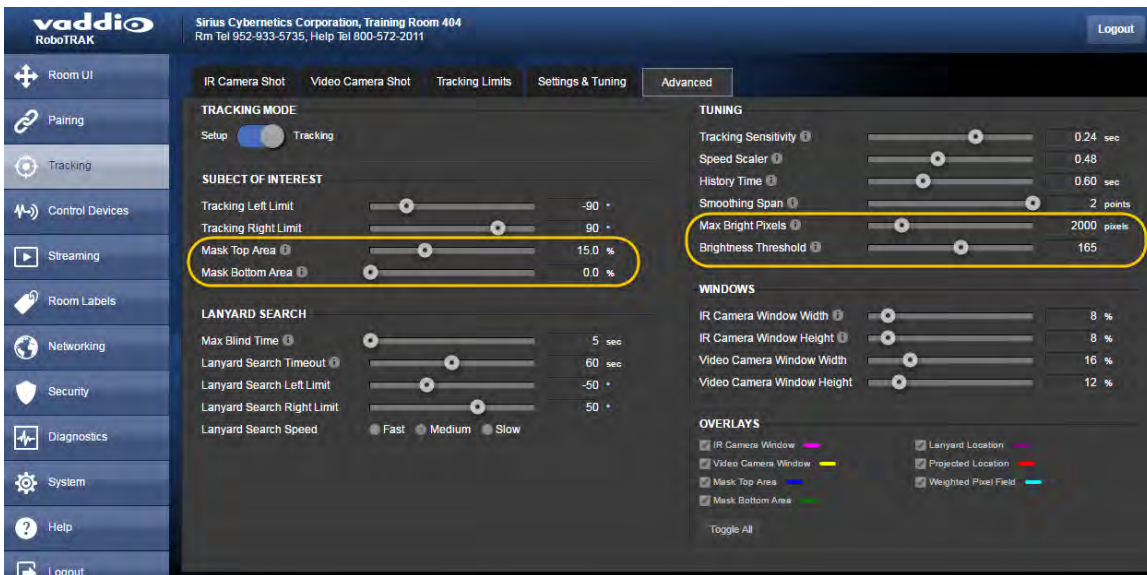 vaddio
RoboTRAK
Sirius Cybernetics Corporation, Training Room 404
Rm Tel 952-933-5735, Help Tel 800-572-2011
Logout
Room UI
Pairing
Tracking
Control Devices
Streaming
Room Labels
Networking
Security
Diagnostics
System
Help
Logout
IR Camera Shot Video Camera Shot Tracking Limits Settings & Tuning Advanced
TRACKING MODE
Setup Tracking
SUBECT OF INTEREST
Tracking Left Limit -90 °
Tracking Right Limit 90 °
Mask Top Area 15.0 %
Mask Bottom Area 0.0 %
LANYARD SEARCH
Max Blind Time 5 sec
Lanyard Search Timeout 60 sec
Lanyard Search Left Limit -50 °
Lanyard Search Right Limit 50 °
Lanyard Search Speed Fast Medium Slow
TUNING
Tracking Sensitivity 0.24 sec
Speed Scaler 0.48
History Time 0.60 sec
Smoothing Span 2 points
Max Bright Pixels 2000 pixels
Brightness Threshold 165
WINDOWS
IR Camera Window Width 8 %
IR Camera Window Height 8 %
Video Camera Window Width 16 %
Video Camera Window Height 12 %
OVERLAYS
IR Camera Window Lanyard Location
Video Camera Window Projected Location
Mask Top Area Weighted Pixel Field
Mask Bottom Area
Toggle All